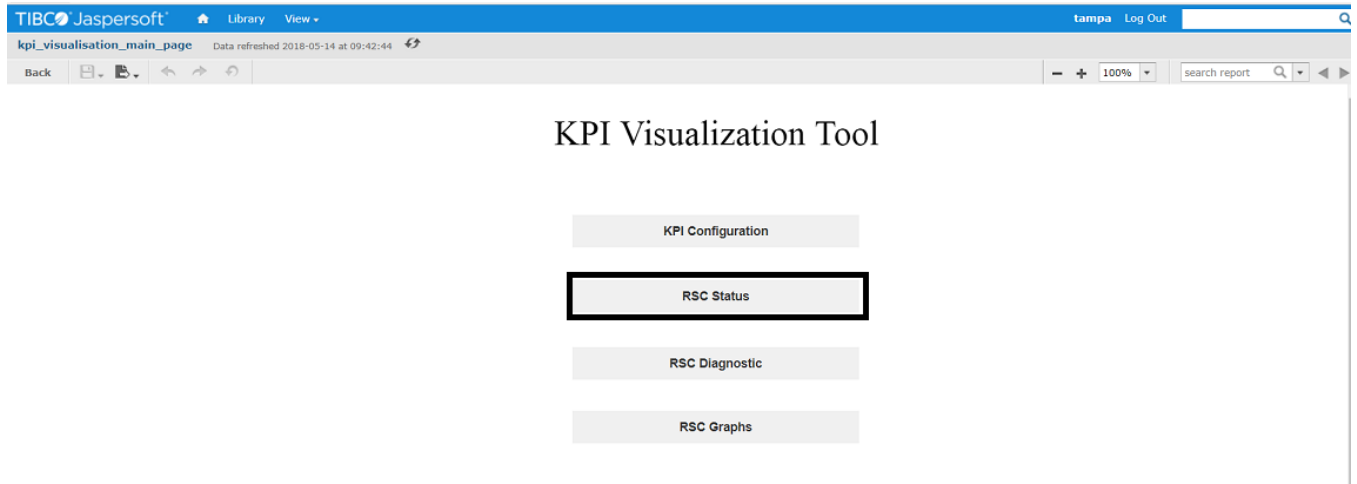 TIBCO Jaspersoft Library View tampa Log Out
kpi_visualisation_main_page Data refreshed 2018-05-14 at 09:42:44
Back 100% search report
KPI Visualization Tool
KPI Configuration
RSC Status
RSC Diagnostic
RSC Graphs